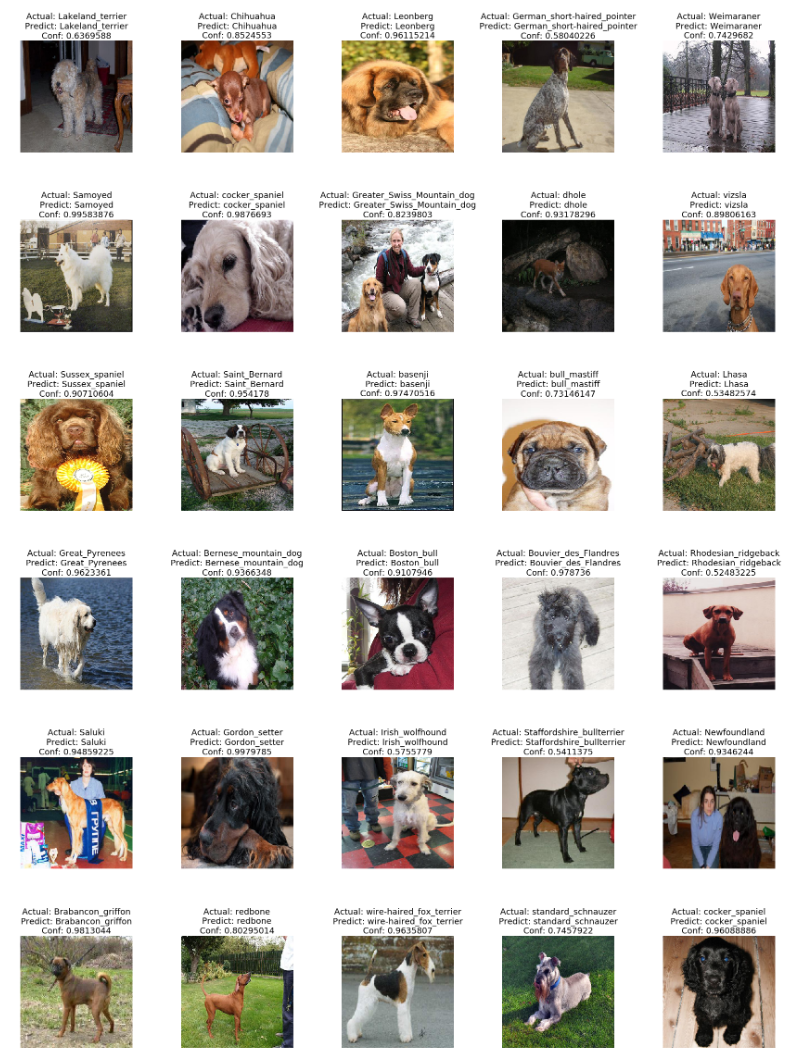 Actual: Lakeland_terrier
Predict: Lakeland_terrier
Conf: 0.6369588
Actual: Chihuahua
Predict: Chihuahua
Conf: 0.8524553
Actual: Leonberg
Predict: Leonberg
Conf: 0.96115214
Actual: German_short-haired_pointer
Predict: German_short-haired_pointer
Conf: 0.58040226
Actual: Weimaraner
Predict: Weimaraner
Conf: 0.7429682
Actual: Samoyed
Predict: Samoyed
Conf: 0.99583876
Actual: cocker_spaniel
Predict: cocker_spaniel
Conf: 0.9876693
Actual: Greater_Swiss_Mountain_dog
Predict: Greater_Swiss_Mountain_dog
Conf: 0.8239803
Actual: dhole
Predict: dhole
Conf: 0.93178296
Actual: vizsla
Predict: vizsla
Conf: 0.89806163
Actual: Sussex_spaniel
Predict: Sussex_spaniel
Conf: 0.90710604
Actual: Saint_Bernard
Predict: Saint_Bernard
Conf: 0.954178
Actual: basenji
Predict: basenji
Conf: 0.97470516
Actual: bull_mastiff
Predict: bull_mastiff
Conf: 0.73146147
Actual: Lhasa
Predict: Lhasa
Conf: 0.53482574
Actual: Great_Pyrenees
Predict: Great_Pyrenees
Conf: 0.9623361
Actual: Bernese_mountain_dog
Predict: Bernese_mountain_dog
Conf: 0.9366348
Actual: Boston_bull
Predict: Boston_bull
Conf: 0.9107946
Actual: Bouvier_des_Flandres
Predict: Bouvier_des_Flandres
Conf: 0.978736
Actual: Rhodesian_ridgeback
Predict: Rhodesian_ridgeback
Conf: 0.52483225
Actual: Saluki
Predict: Saluki
Conf: 0.94859225
Actual: Gordon_setter
Predict: Gordon_setter
Conf: 0.9979785
Actual: Irish_wolfhound
Predict: Irish_wolfhound
Conf: 0.5755779
Actual: Staffordshire_bullterrier
Predict: Staffordshire_bullterrier
Conf: 0.5411375
Actual: Newfoundland
Predict: Newfoundland
Conf: 0.9346244
ГРУППЕ
Actual: Brabancon_griffon
Predict: Brabancon_griffon
Conf: 0.9813044
Actual: redbone
Predict: redbone
Conf: 0.80295014
Actual: wire-haired_fox_terrier
Predict: wire-haired_fox_terrier
Conf: 0.9635807
Actual: standard_schnauzer
Predict: standard_schnauzer
Conf: 0.7457922
Actual: cocker_spaniel
Predict: cocker_spaniel
Conf: 0.96088886